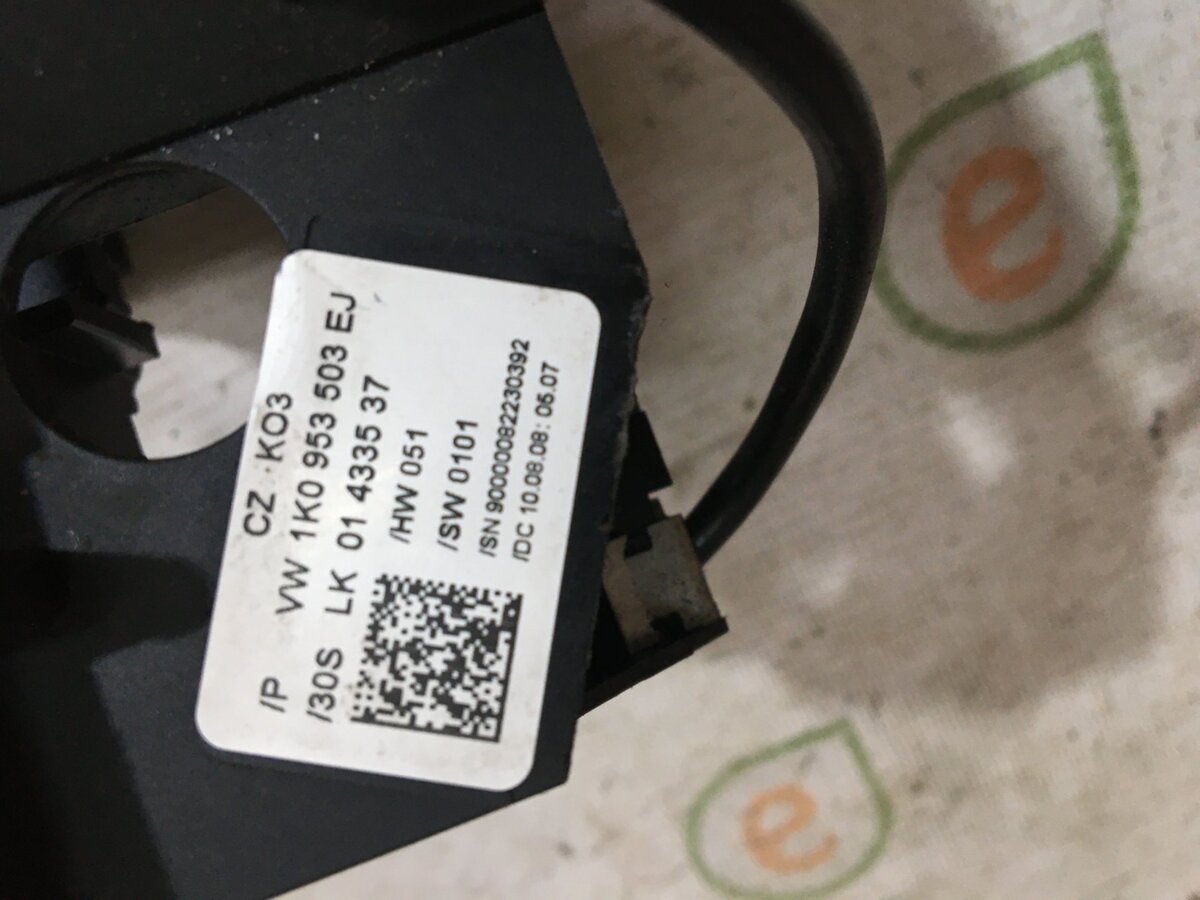 CZ KO3
/P VW 1K0 953 503 EJ
/30S LK 01 4335 37
/HW 051
/SW 0101
/SN 90000082230392
/DC 10.08.08: 05.07
e
e